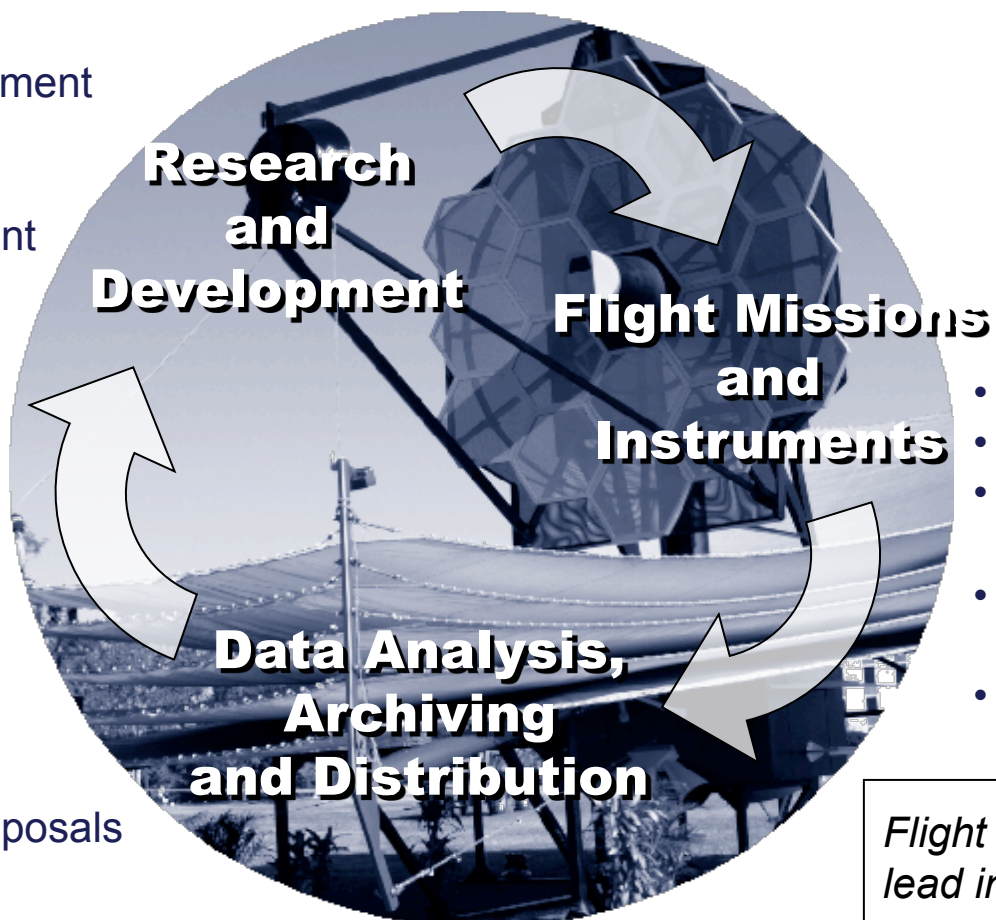 ment
nt
Research
and
Development
Flight Missions
and
Instruments
•
•
•
•
•
Data Analysis,
Archiving
and Distribution
posals
Flight
lead in